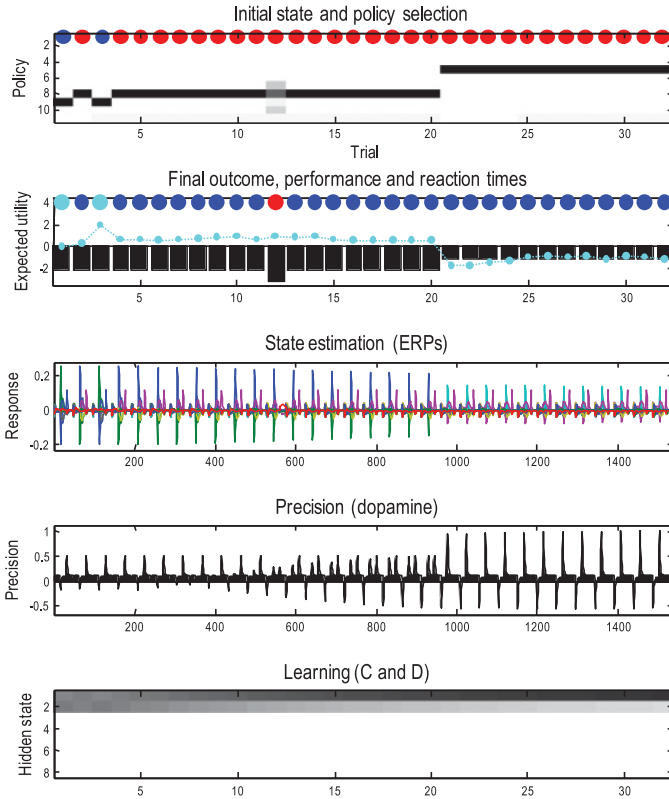 Initial state and policy selection
2
4
6
8
10
Policy
5 10 15 20 25 30
Trial
Final outcome, performance and reaction times
4
2
0
-2
Expected utility
5 10 15 20 25 30
State estimation (ERPs)
0.2
0
-0.2
Response
200 400 600 800 1000 1200 1400
Precision (dopamine)
1
0.5
0
-0.5
Precision
200 400 600 800 1000 1200 1400
Learning (C and D)
2
4
6
8
Hidden state
5 10 15 20 25 30